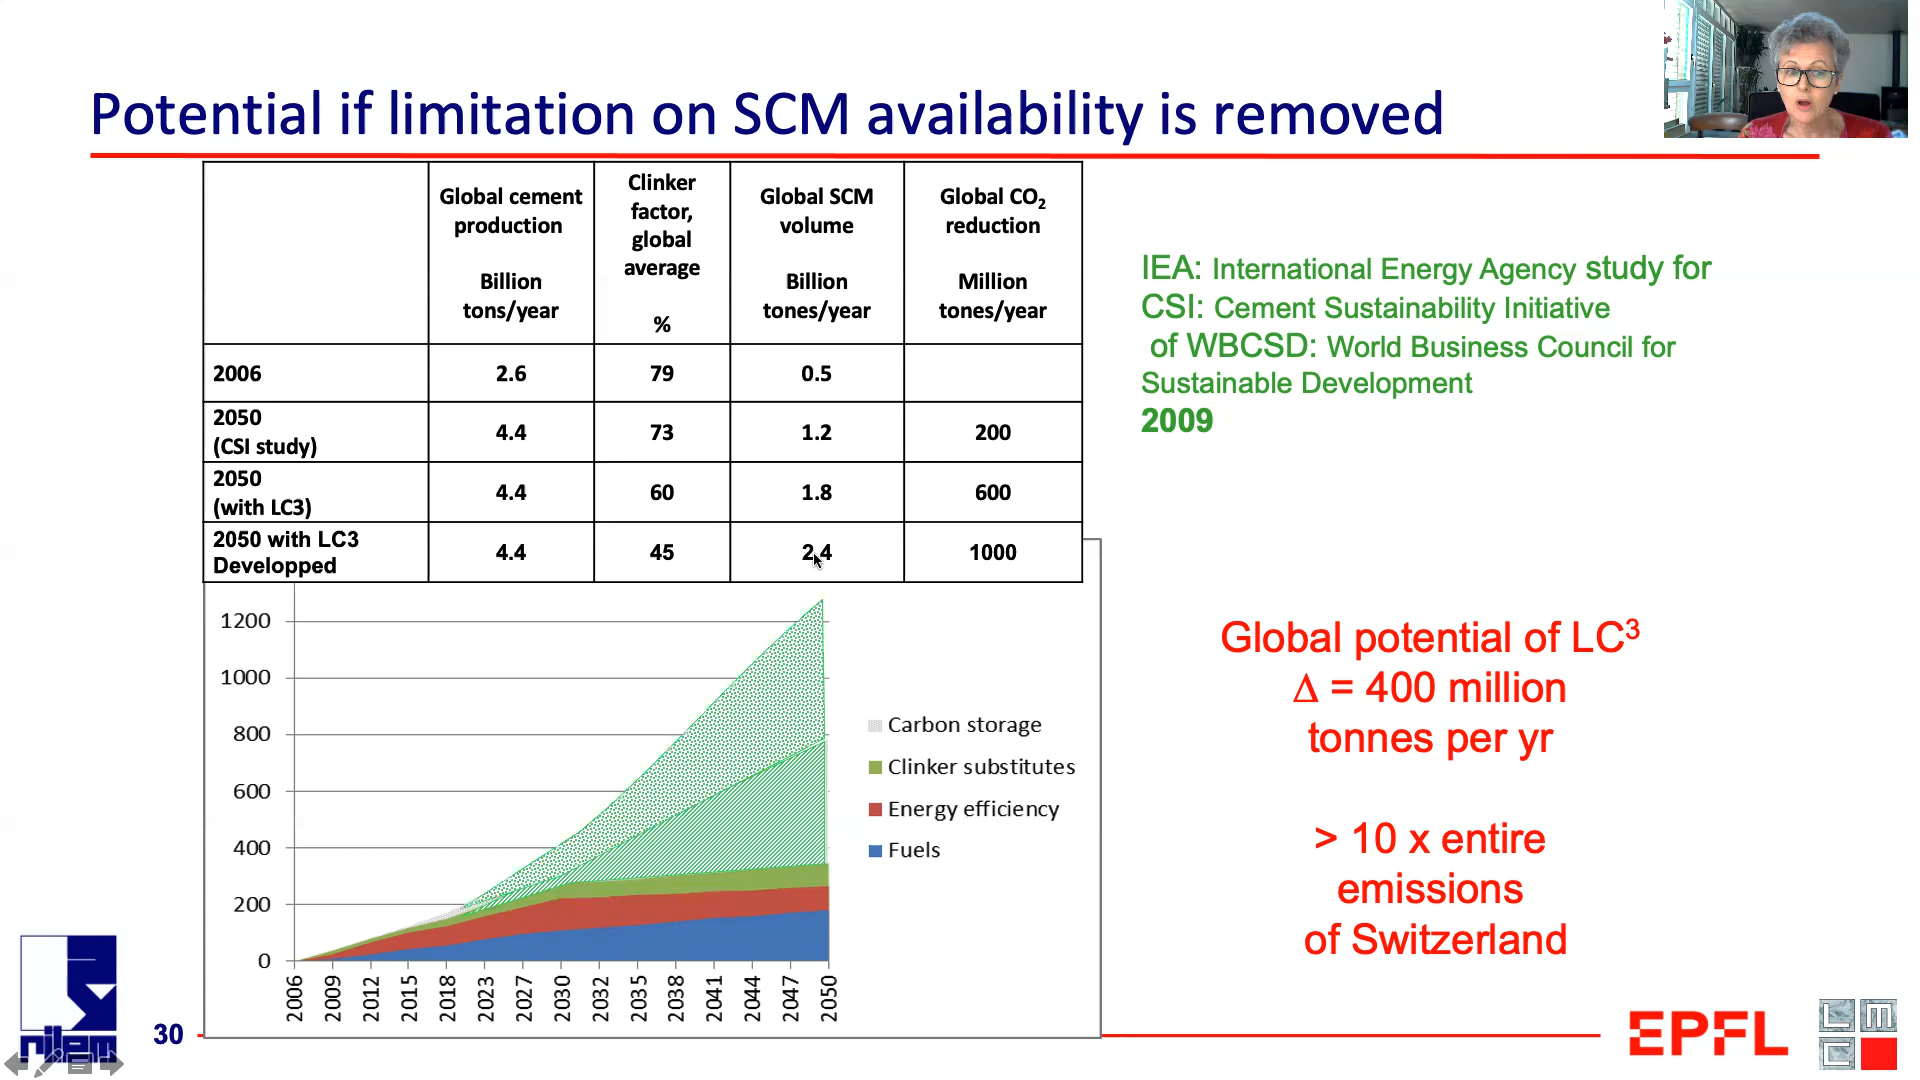 Potential if limitation on SCM availability is removed
Global cement production
Billion tons/year
Clinker factor, global average
%
Global SCM volume
Billion tones/year
Global CO₂ reduction
Million tones/year
2006
2.6
79
0.5
2050 (CSI study)
4.4
73
1.2
200
2050 (with LC3)
4.4
60
1.8
600
2050 with LC3 Developped
4.4
45
2.4
1000
IEA: International Energy Agency study for
CSI: Cement Sustainability Initiative
of WBCSD: World Business Council for
Sustainable Development
2009
1200
1000
800
600
400
200
0
2006
2009
2012
2015
2018
2023
2027
2030
2032
2035
2038
2041
2044
2047
2050
Carbon storage
Clinker substitutes
Energy efficiency
Fuels
Global potential of LC³
Δ = 400 million
tonnes per yr
> 10 x entire
emissions
of Switzerland
rilem
30
EPFL
L M
C